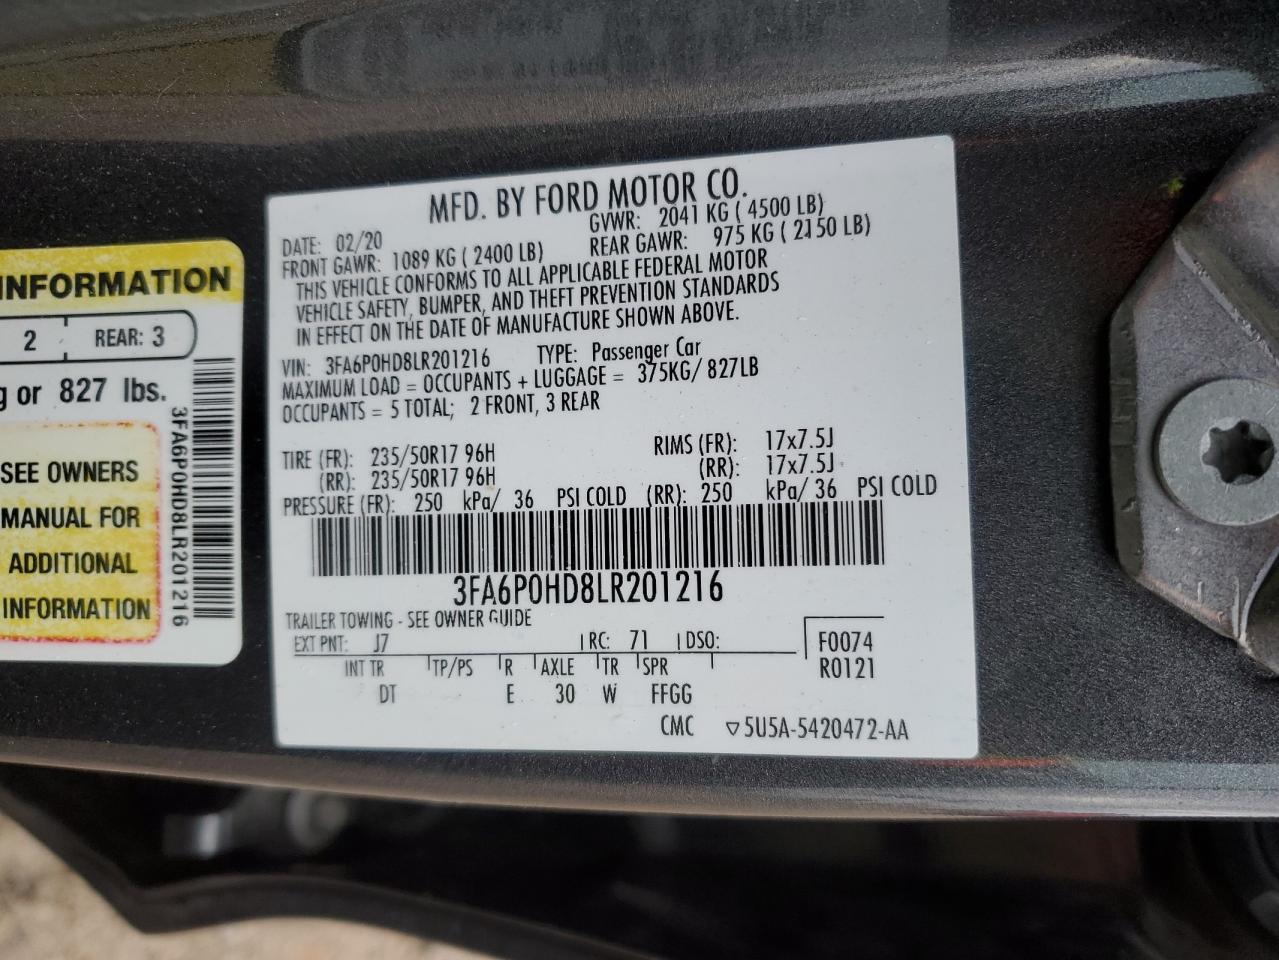 INFORMATION
2 REAR: 3
g or 827 lbs.
SEE OWNERS
MANUAL FOR
ADDITIONAL
INFORMATION
3FA6P0HD8LR201216
MFD. BY FORD MOTOR CO.
DATE: 02/20 GVWR: 2041 KG ( 4500 LB)
FRONT GAWR: 1089 KG ( 2400 LB) REAR GAWR: 975 KG ( 2150 LB)
THIS VEHICLE CONFORMS TO ALL APPLICABLE FEDERAL MOTOR
VEHICLE SAFETY, BUMPER, AND THEFT PREVENTION STANDARDS
IN EFFECT ON THE DATE OF MANUFACTURE SHOWN ABOVE.
VIN: 3FA6P0HD8LR201216 TYPE: Passenger Car
MAXIMUM LOAD = OCCUPANTS + LUGGAGE = 375KG/ 827LB
OCCUPANTS = 5 TOTAL; 2 FRONT, 3 REAR
TIRE (FR): 235/50R17 96H RIMS (FR): 17x7.5J
(RR): 235/50R17 96H (RR): 17x7.5J
PRESSURE (FR): 250 kPa/ 36 PSI COLD (RR): 250 kPa/ 36 PSI COLD
3FA6P0HD8LR201216
TRAILER TOWING - SEE OWNER GUIDE
EXT PNT: J7 RC: 71 DSO: F0074
INT TR TP/PS R AXLE TR SPR R0121
DT E 30 W FFGG
CMC ▽5U5A-5420472-AA